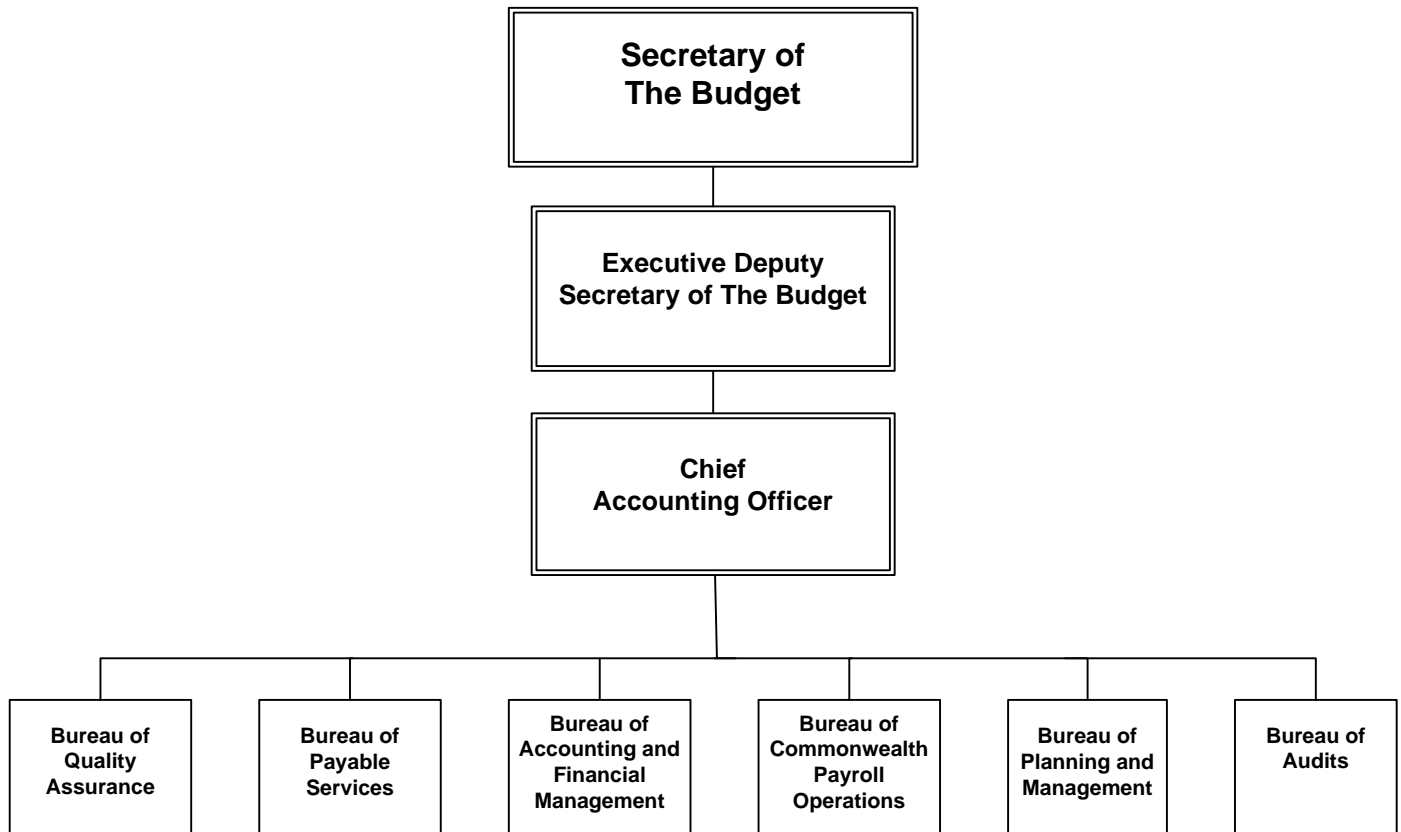 Secretary of
The Budget
Executive Deputy
Secretary of The Budget
Chief
Accounting Officer
Bureau of
Quality
Assurance
Bureau of
Payable
Services
Bureau of
Accounting and
Financial
Management
Bureau of
Commonwealth
Payroll
Operations
Bureau of
Planning and
Management
Bureau of
Audits